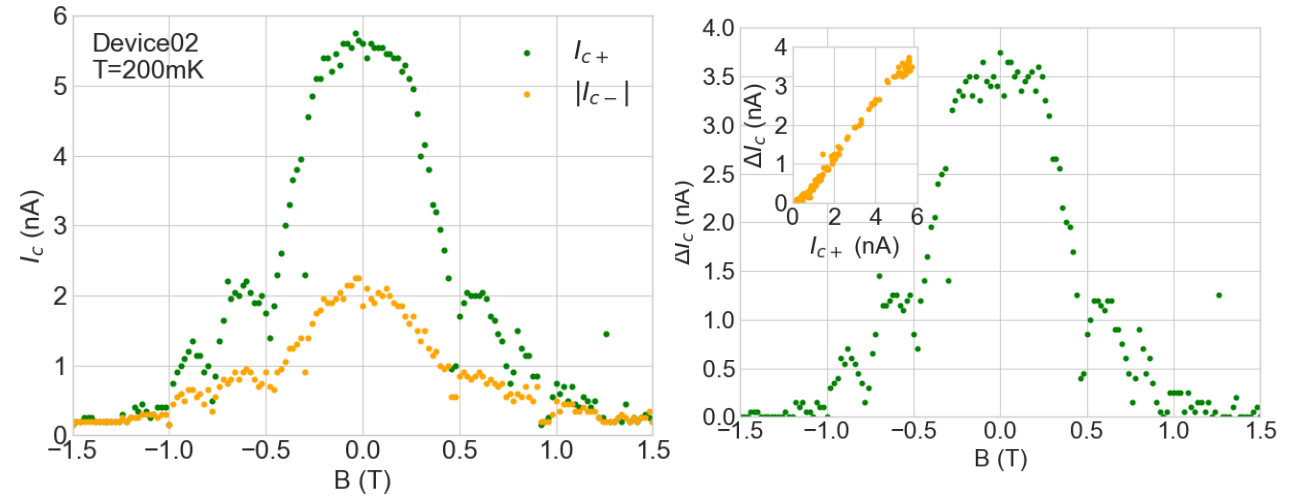 Device02
T=200mK
I_{c+}
|I_{c−}|
I_c (nA)
6
5
4
3
2
1
0
−1.5 −1.0 −0.5 0.0 0.5 1.0 1.5
B (T)
ΔI_c (nA)
4.0
3.5
3.0
2.5
2.0
1.5
1.0
0.5
0.0
−1.5 −1.0 −0.5 0.0 0.5 1.0 1.5
B (T)
ΔI_c (nA)
4
3
2
1
0
0 2 4 6
I_{c+} (nA)